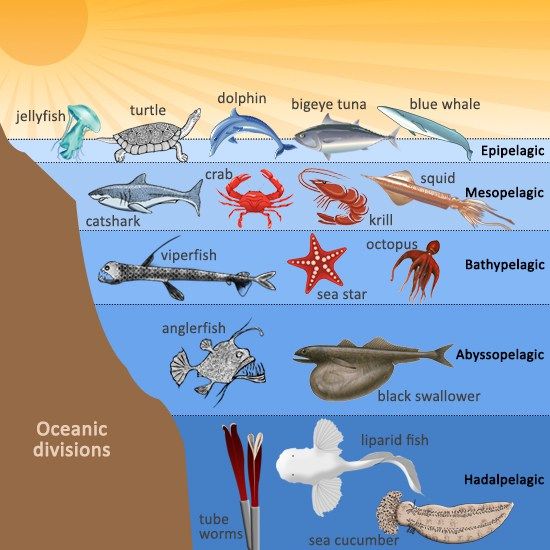 jellyfish
turtle
dolphin
bigeye tuna
blue whale
Epipelagic
catshark
crab
krill
squid
Mesopelagic
viperfish
sea star
octopus
Bathypelagic
anglerfish
black swallower
Abyssopelagic
Oceanic
divisions
tube
worms
liparid fish
sea cucumber
Hadalpelagic